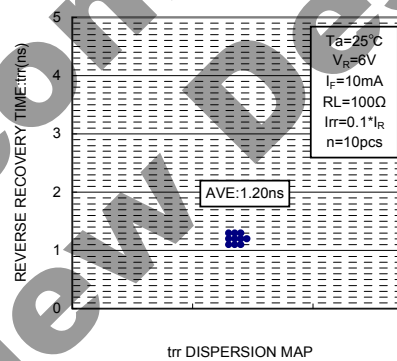 REVERSE RECOVERY TIME:trr(ns)
5
4
3
2
1
0
Ta=25°C
VR=6V
IF=10mA
RL=100Ω
Irr=0.1*IR
n=10pcs
AVE:1.20ns
trr DISPERSION MAP